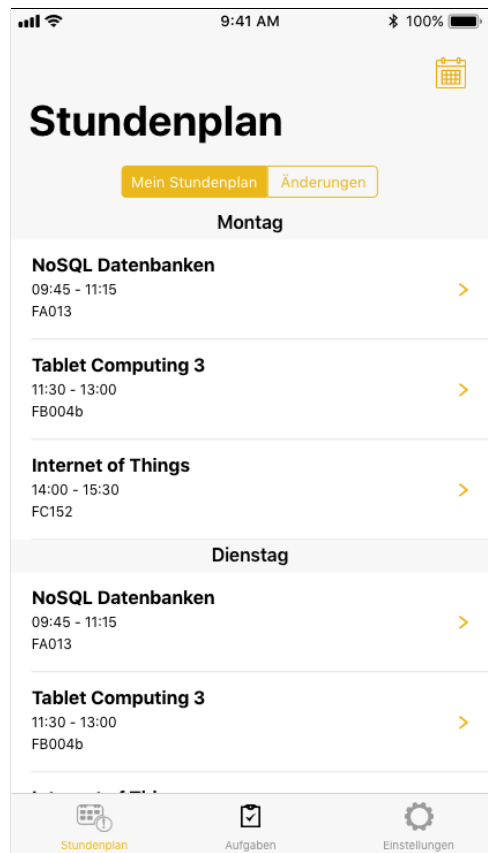 9:41 AM
100%
Stundenplan
Mein Stundenplan
Änderungen
Montag
NoSQL Datenbanken
09:45 - 11:15
FA013
Tablet Computing 3
11:30 - 13:00
FB004b
Internet of Things
14:00 - 15:30
FC152
Dienstag
NoSQL Datenbanken
09:45 - 11:15
FA013
Tablet Computing 3
11:30 - 13:00
FB004b
Stundenplan
Aufgaben
Einstellungen